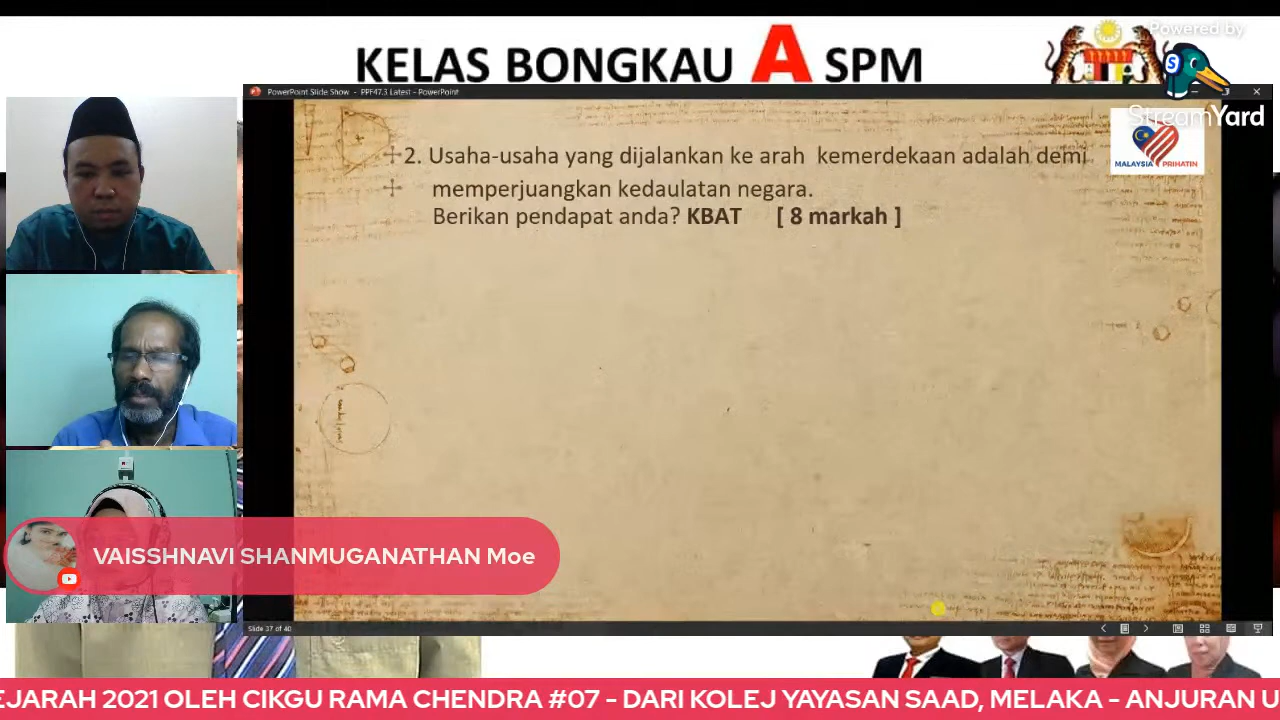 KELAS BONGKAU A SPM
Powered by
StreamYard
PowerPoint Slide Show - PPF47.3 Latest - PowerPoint
MALAYSIA PRIHATIN
2. Usaha-usaha yang dijalankan ke arah kemerdekaan adalah demi
memperjuangkan kedaulatan negara.
Berikan pendapat anda? KBAT [ 8 markah ]
VAISSHNAVI SHANMUGANATHAN Moe
Slide 37 of 40
EJARAH 2021 OLEH CIKGU RAMA CHENDRA #07 - DARI KOLEJ YAYASAN SAAD, MELAKA - ANJURAN U